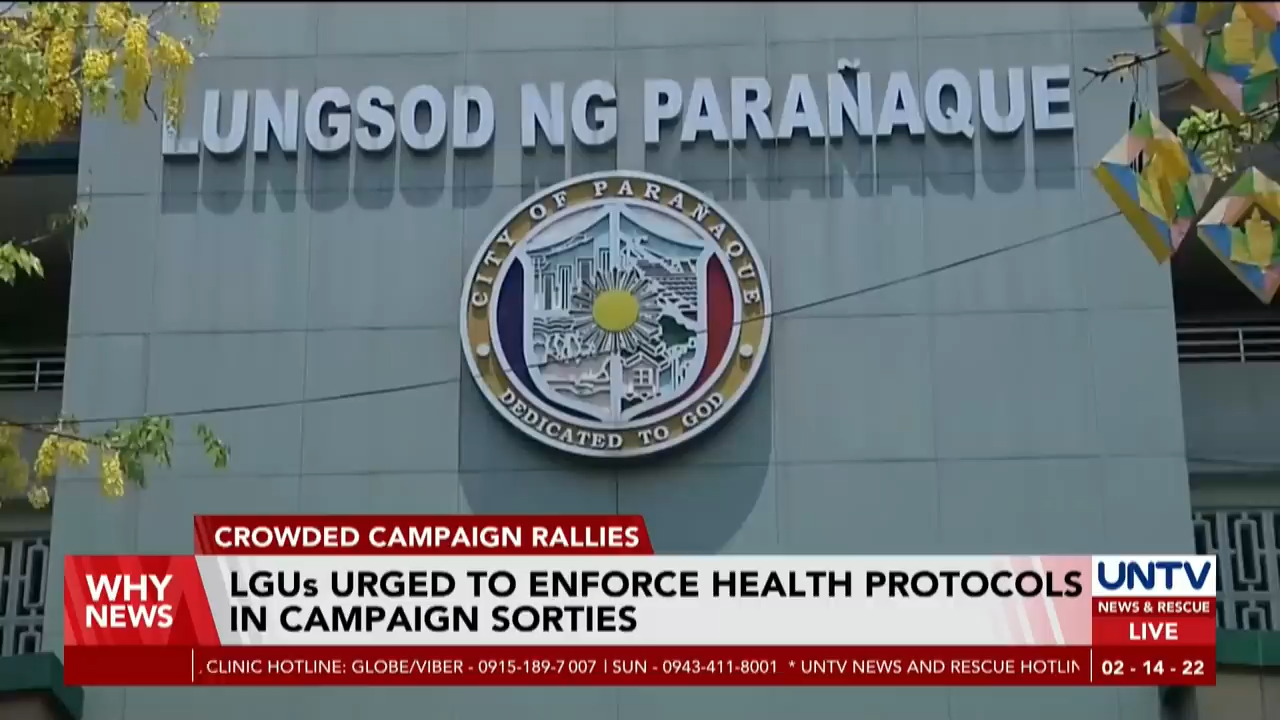 LUNGSOD NG PARAÑAQUE
CITY OF PARAÑAQUE
DEDICATED TO GOD
CROWDED CAMPAIGN RALLIES
WHY NEWS
LGUs URGED TO ENFORCE HEALTH PROTOCOLS
IN CAMPAIGN SORTIES
UNTV
NEWS & RESCUE
LIVE
, CLINIC HOTLINE: GLOBE/VIBER - 0915-189-7007 | SUN - 0943-411-8001 * UNTV NEWS AND RESCUE HOTLIN
02 - 14 - 22